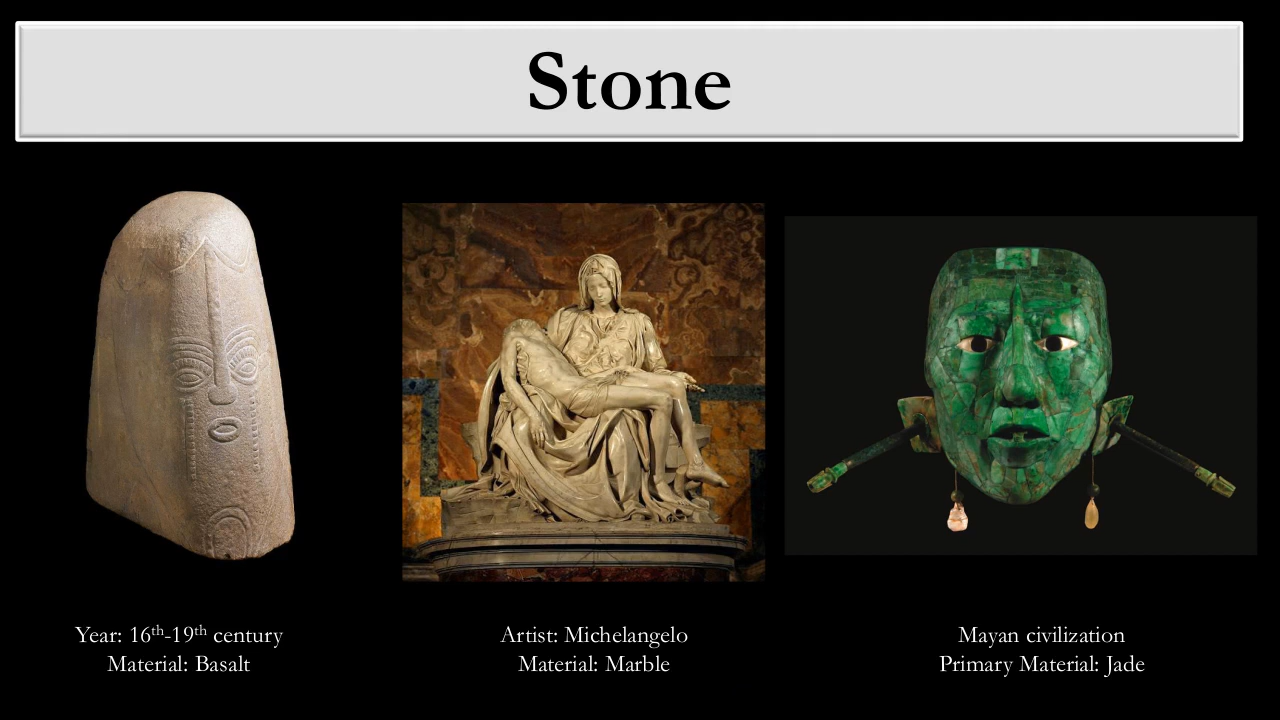 Stone
Year: 16th-19th century
Material: Basalt
Artist: Michelangelo
Material: Marble
Mayan civilization
Primary Material: Jade